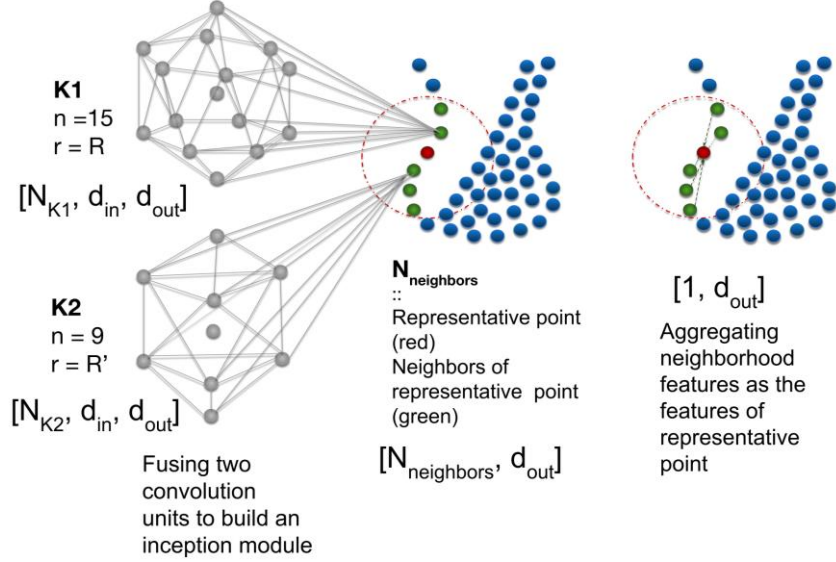 K1
n =15
r = R
[N_K1, d_in, d_out]
K2
n = 9
r = R’
[N_K2, d_in, d_out]
Fusing two
convolution
units to build an
inception module
N_neighbors
::
Representative point
(red)
Neighbors of
representative point
(green)
[N_neighbors, d_out]
[1, d_out]
Aggregating
neighborhood
features as the
features of
representative
point